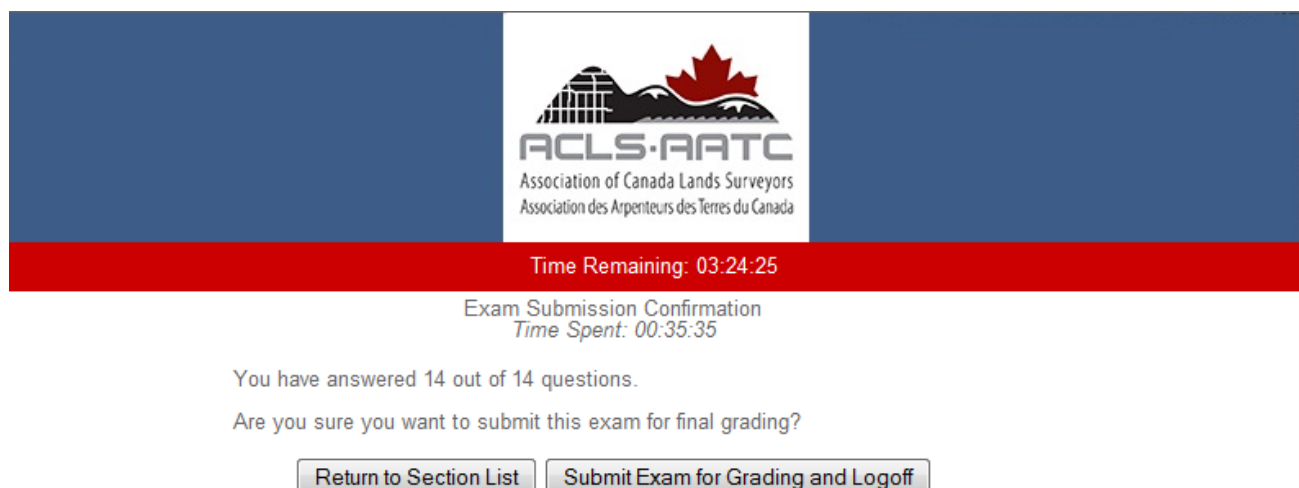 ACLS·AATC
Association of Canada Lands Surveyors
Association des Arpenteurs des Terres du Canada
Time Remaining: 03:24:25
Exam Submission Confirmation
Time Spent: 00:35:35
You have answered 14 out of 14 questions.
Are you sure you want to submit this exam for final grading?
Return to Section List Submit Exam for Grading and Logoff